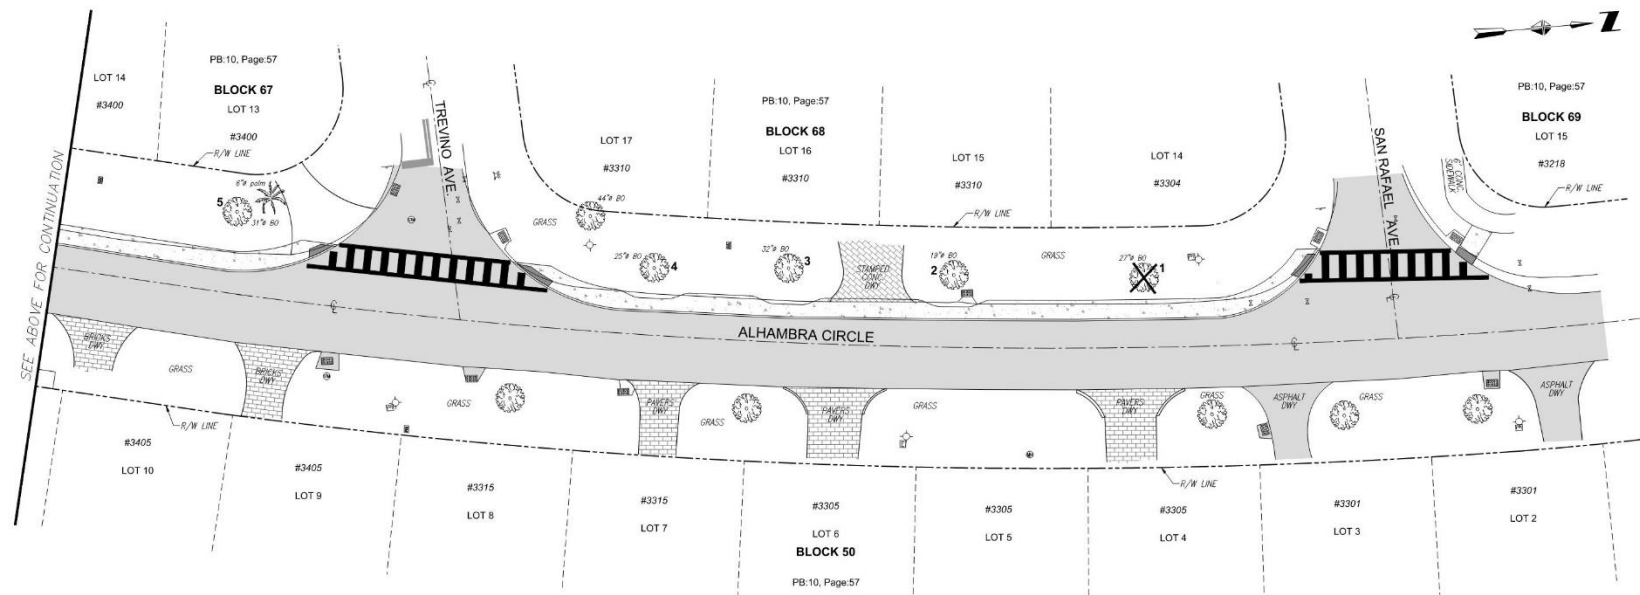 Z
LOT 14
#3400
PB:10, Page:57
BLOCK 67
LOT 13
#3400
R/W LINE
SEE ABOVE FOR CONTINUATION
6"ø palm
5
31"ø BO
TREVINO AVE.
LOT 17
#3310
44"ø BO
GRASS
25"ø BO
4
PB:10, Page:57
BLOCK 68
LOT 16
#3310
32"ø BO
3
STAMPED
CONC.
DWY
LOT 15
#3310
R/W LINE
19"ø BO
2
GRASS
LOT 14
#3304
27"ø BO
1
SAN RAFAEL AVE.
6' CONC.
SIDEWALK
PB:10, Page:57
BLOCK 69
LOT 15
#3218
R/W LINE
ALHAMBRA CIRCLE
BRICKS
DWY
GRASS
BRICKS
DWY
GRASS
PAVERS
DWY
GRASS
PAVERS
DWY
GRASS
PAVERS
DWY
GRASS
ASPHALT
DWY
GRASS
ASPHALT
DWY
R/W LINE
R/W LINE
#3405
LOT 10
#3405
LOT 9
#3315
LOT 8
#3315
LOT 7
#3305
LOT 6
BLOCK 50
PB:10, Page:57
#3305
LOT 5
#3305
LOT 4
#3301
LOT 3
#3301
LOT 2